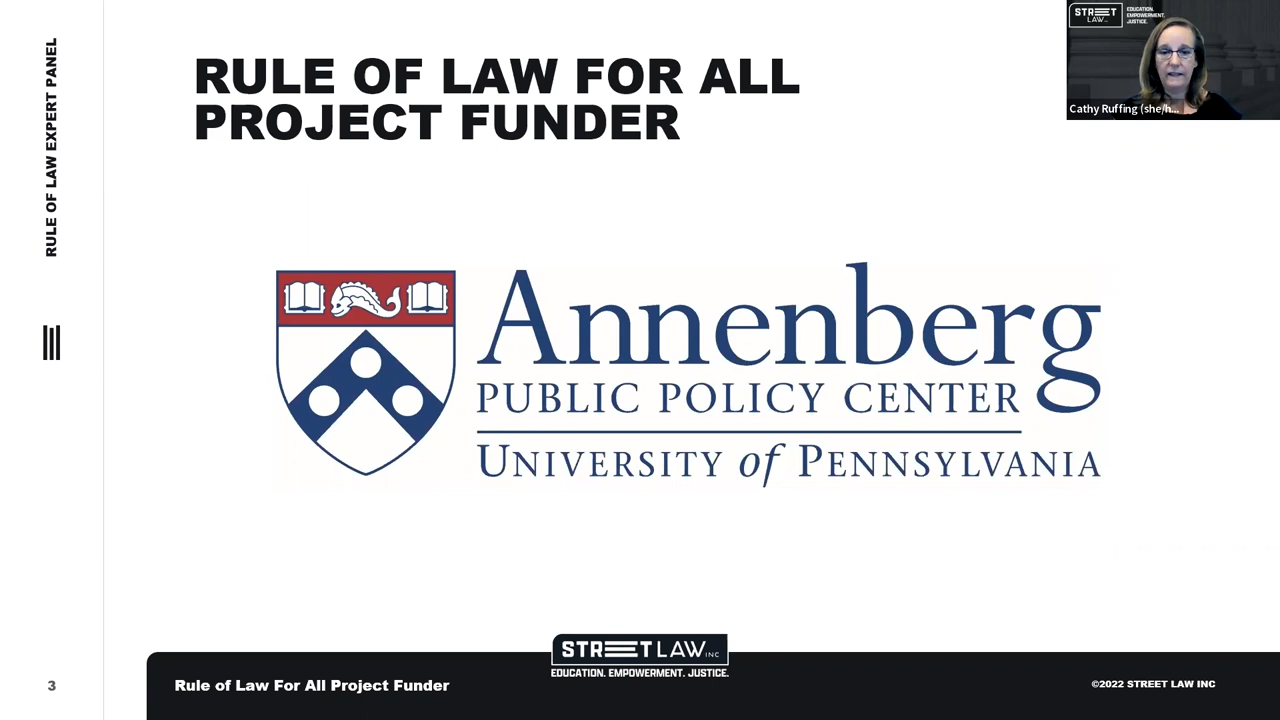 RULE OF LAW EXPERT PANEL
RULE OF LAW FOR ALL
PROJECT FUNDER
STREET
LAW INC
EDUCATION.
EMPOWERMENT.
JUSTICE.
Cathy Ruffing (she/h...
Annenberg
PUBLIC POLICY CENTER
UNIVERSITY of PENNSYLVANIA
3
Rule of Law For All Project Funder
STREET LAW INC
EDUCATION. EMPOWERMENT. JUSTICE.
©2022 STREET LAW INC